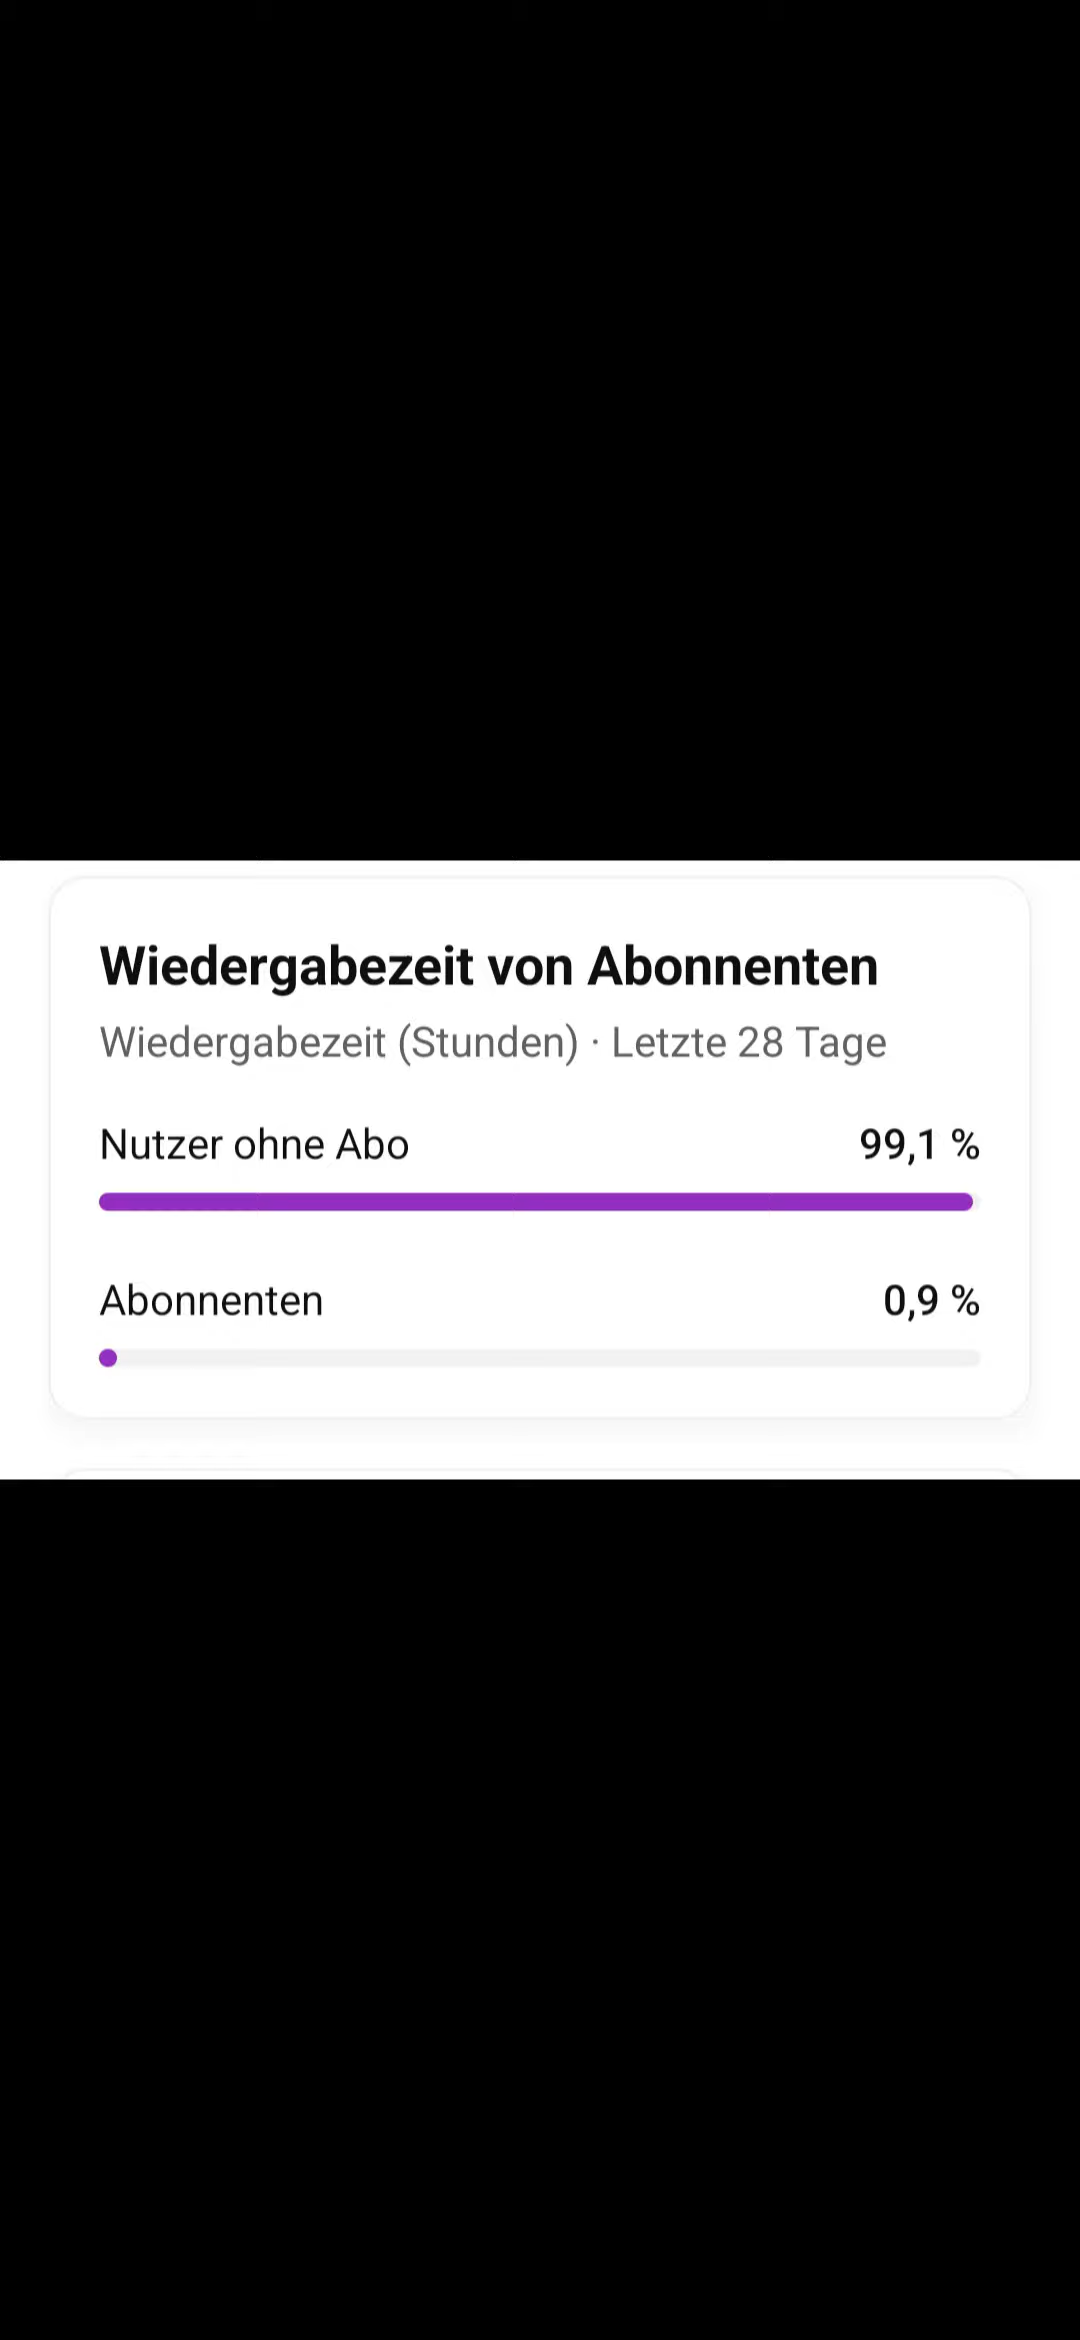 Wiedergabezeit von Abonnenten
Wiedergabezeit (Stunden) · Letzte 28 Tage
Nutzer ohne Abo 99,1 %
Abonnenten 0,9 %